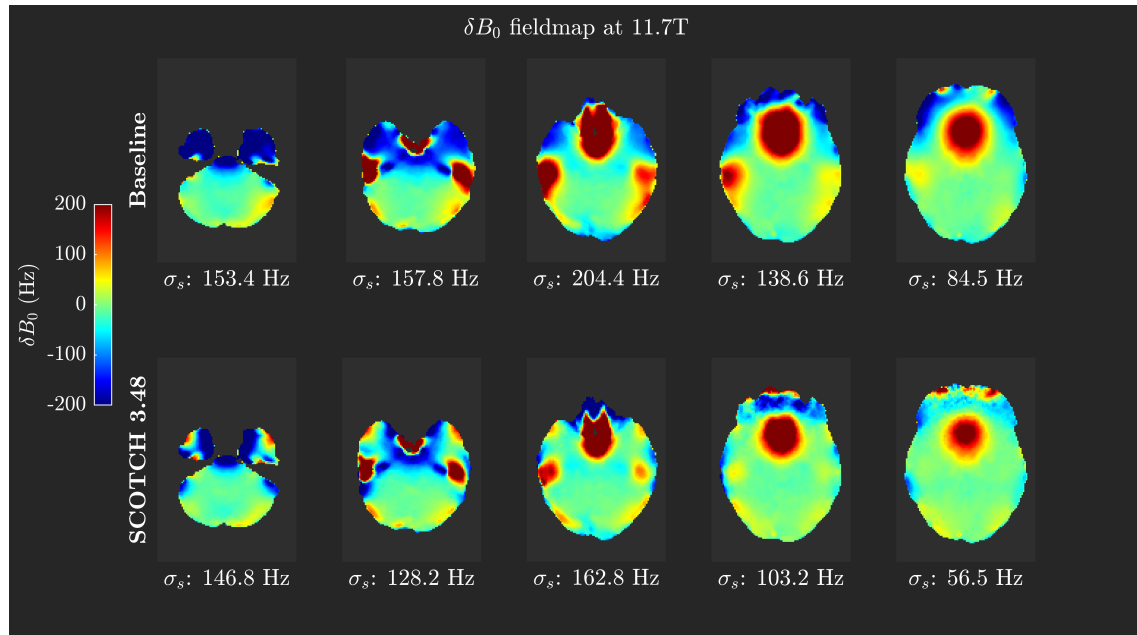 δB₀ fieldmap at 11.7T
Baseline
σₛ: 153.4 Hz
σₛ: 157.8 Hz
σₛ: 204.4 Hz
σₛ: 138.6 Hz
σₛ: 84.5 Hz
δB₀ (Hz)
200
100
0
-100
-200
SCOTCH 3.48
σₛ: 146.8 Hz
σₛ: 128.2 Hz
σₛ: 162.8 Hz
σₛ: 103.2 Hz
σₛ: 56.5 Hz